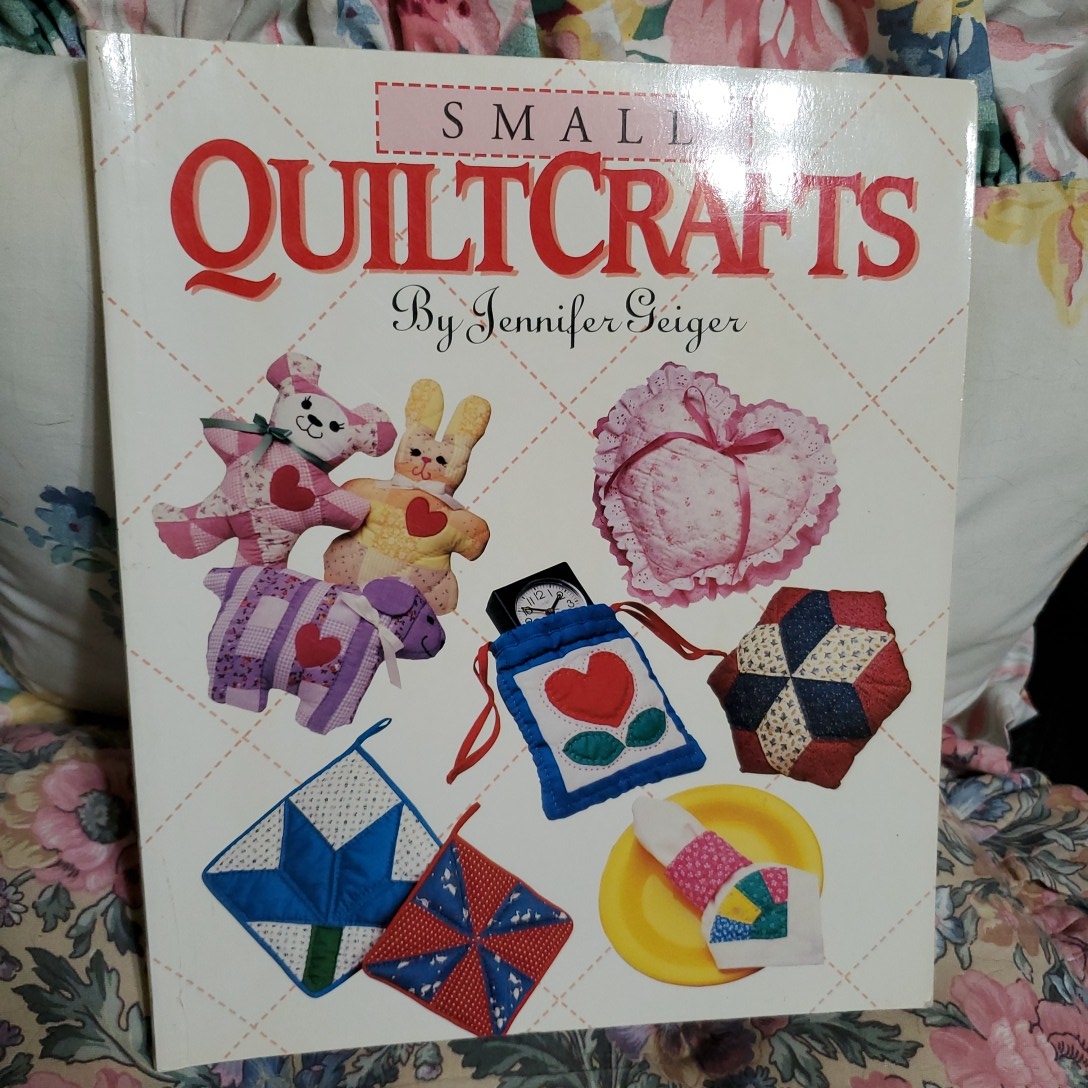 SMALL
QUILTCRAFTS
By Jennifer Geiger